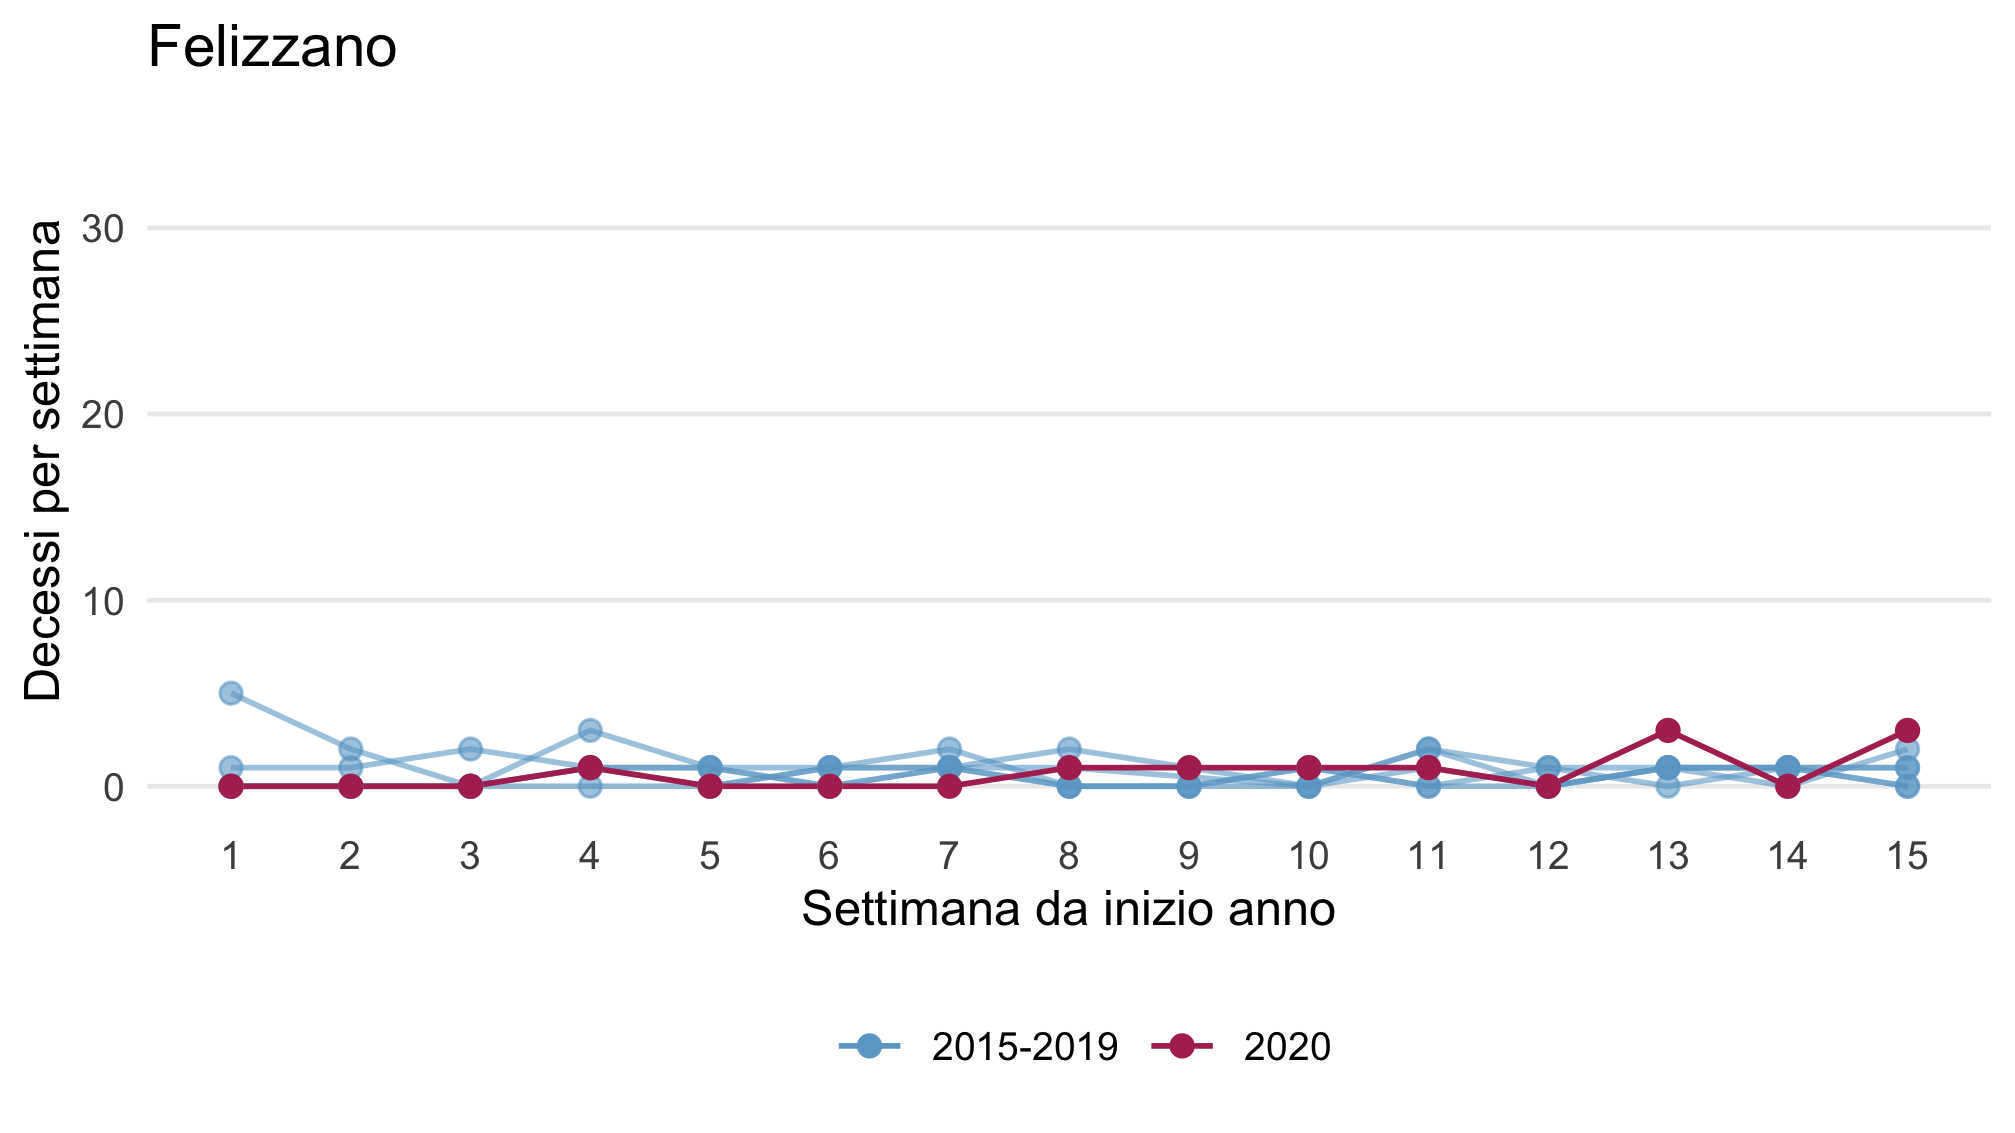 Felizzano
Decessi per settimana
30
20
10
0
1 2 3 4 5 6 7 8 9 10 11 12 13 14 15
Settimana da inizio anno
2015-2019 2020